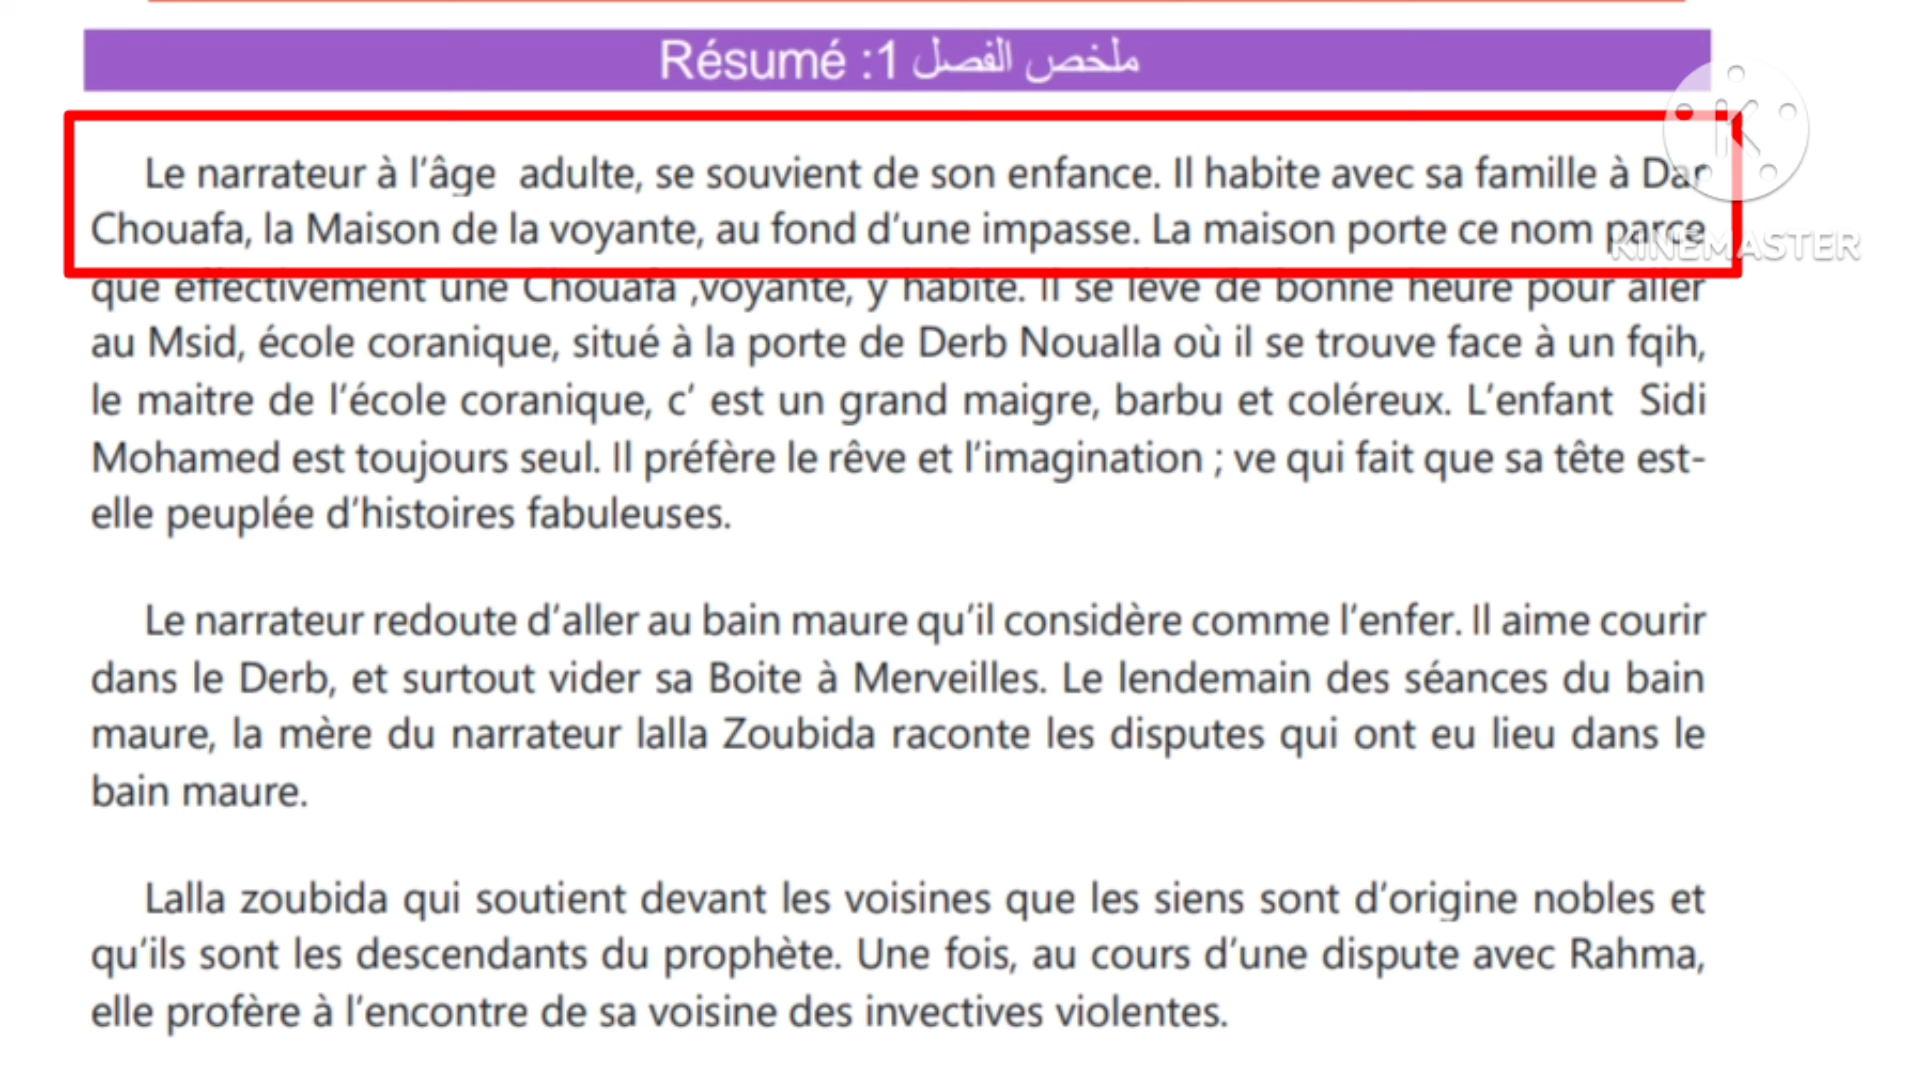 Résumé :1 ملخص الفصل
Le narrateur à l'âge adulte, se souvient de son enfance. Il habite avec sa famille à Dar
Chouafa, la Maison de la voyante, au fond d'une impasse. La maison porte ce nom parce
KINEMASTER
que effectivement une Chouafa ,voyante, y habite. Il se lève de bonne heure pour aller
au Msid, école coranique, situé à la porte de Derb Noualla où il se trouve face à un fqih,
le maitre de l'école coranique, c' est un grand maigre, barbu et coléreux. L'enfant Sidi
Mohamed est toujours seul. Il préfère le rêve et l'imagination ; ve qui fait que sa tête est-
elle peuplée d'histoires fabuleuses.
Le narrateur redoute d'aller au bain maure qu'il considère comme l'enfer. Il aime courir
dans le Derb, et surtout vider sa Boite à Merveilles. Le lendemain des séances du bain
maure, la mère du narrateur lalla Zoubida raconte les disputes qui ont eu lieu dans le
bain maure.
Lalla zoubida qui soutient devant les voisines que les siens sont d'origine nobles et
qu'ils sont les descendants du prophète. Une fois, au cours d'une dispute avec Rahma,
elle profère à l'encontre de sa voisine des invectives violentes.